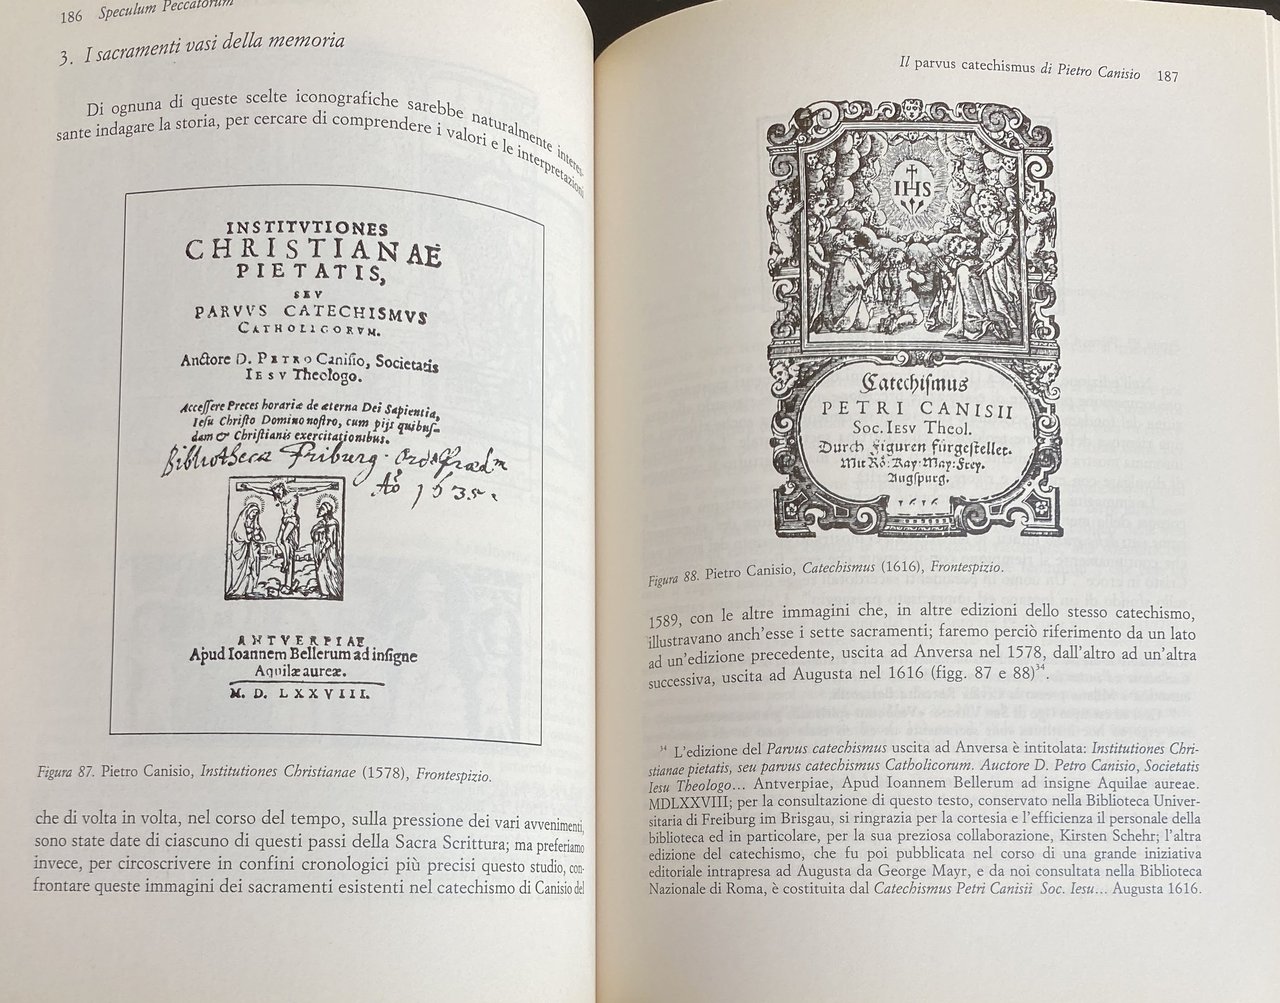 186 Speculum Peccatorum
3. I sacramenti vasi della memoria
Di ognuna di queste scelte iconografiche sarebbe naturalmente interes-
sante indagare la storia, per cercare di comprendere i valori e le interpretazioni
INSTITVTIONES
CHRISTIANAE
PIETATIS,
SEV
PARVVS CATECHISMVS
CATHOLICORVM.
Auctore D. PETRO Canisio, Societatis
IESV Theologo.
Accessere Preces horariæ de æterna Dei Sapientia,
Iesu Christo Domino nostro, cum pijs quibus-
dam & Christianis exercitationibus.
Bibliotheca Friburg.
Aō 1635.
ANTVERPIAE
Apud Ioannem Bellerum ad insigne
Aquilæ aureæ.
M. D. LXXVIII.
Figura 87. Pietro Canisio, Institutiones Christianae (1578), Frontespizio.
che di volta in volta, nel corso del tempo, sulla pressione dei vari avvenimenti,
sono state date di ciascuno di questi passi della Sacra Scrittura; ma preferiamo
invece, per circoscrivere in confini cronologici più precisi questo studio, con-
frontare queste immagini dei sacramenti esistenti nel catechismo di Canisio del
Il parvus catechismus di Pietro Canisio 187
IHS
Catechismus
PETRI CANISII
Soc. IESV Theol.
Durch Figuren fürgestellet.
Mit Rö: Kay: May: Frey.
Augspurg.
1616
Figura 88. Pietro Canisio, Catechismus (1616), Frontespizio.
1589, con le altre immagini che, in altre edizioni dello stesso catechismo,
illustravano anch'esse i sette sacramenti; faremo perciò riferimento da un lato
ad un'edizione precedente, uscita ad Anversa nel 1578, dall'altro ad un'altra
successiva, uscita ad Augusta nel 1616 (figg. 87 e 88)³⁴.
³⁴ L'edizione del Parvus catechismus uscita ad Anversa è intitolata: Institutiones Chri-
stianae pietatis, seu parvus catechismus Catholicorum. Auctore D. Petro Canisio, Societatis
Iesu Theologo... Antverpiae, Apud Ioannem Bellerum ad insigne Aquilae aureae.
MDLXXVIII; per la consultazione di questo testo, conservato nella Biblioteca Univer-
sitaria di Freiburg im Brisgau, si ringrazia per la cortesia e l'efficienza il personale della
biblioteca ed in particolare, per la sua preziosa collaborazione, Kirsten Schehr; l'altra
edizione del catechismo, che fu poi pubblicata nel corso di una grande iniziativa
editoriale intrapresa ad Augusta da George Mayr, e da noi consultata nella Biblioteca
Nazionale di Roma, è costituita dal Catechismus Petri Canisii Soc. Iesu... Augusta 1616.